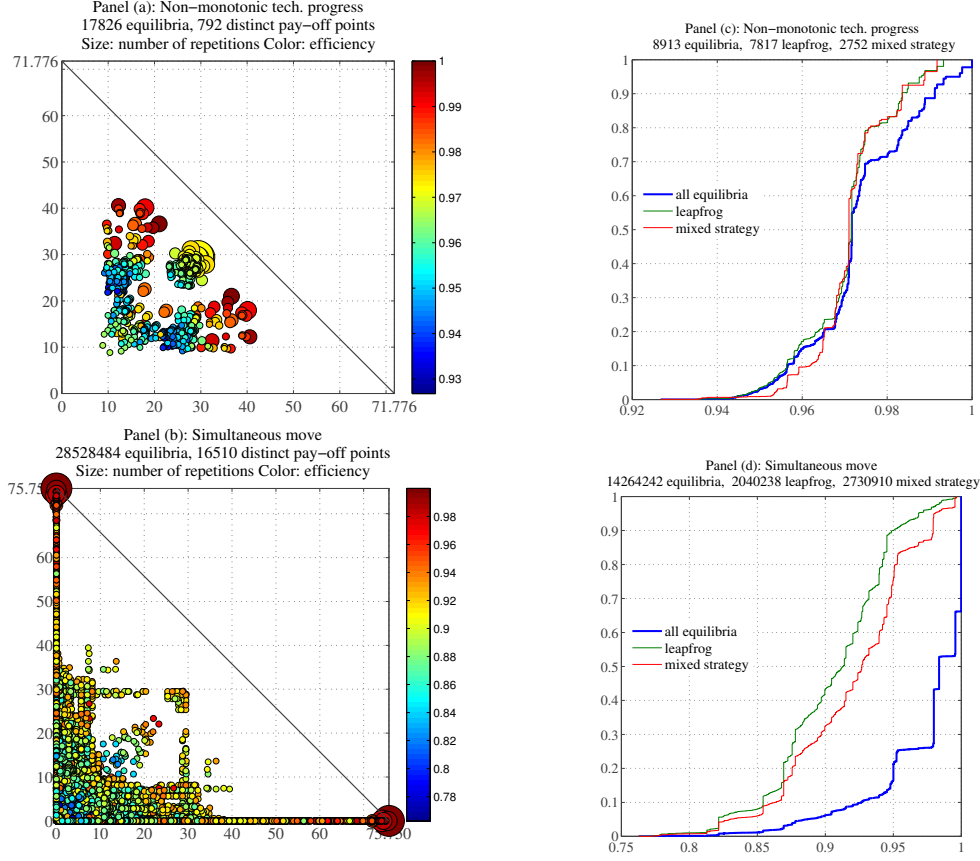 Panel (a): Non−monotonic tech. progress
17826 equilibria, 792 distinct pay−off points
Size: number of repetitions Color: efficiency
71.776
60
50
40
30
20
10
0
0 10 20 30 40 50 60 71.776
1
0.99
0.98
0.97
0.96
0.95
0.94
0.93
Panel (c): Non−monotonic tech. progress
8913 equilibria, 7817 leapfrog, 2752 mixed strategy
1
0.9
0.8
0.7
0.6
0.5
0.4
0.3
0.2
0.1
0
0.92 0.94 0.96 0.98 1
all equilibria
leapfrog
mixed strategy
Panel (b): Simultaneous move
28528484 equilibria, 16510 distinct pay−off points
Size: number of repetitions Color: efficiency
60
50
40
30
20
10
0
0 10 20 30 40 50 60
0.98
0.96
0.94
0.92
0.9
0.88
0.86
0.84
0.82
0.8
0.78
Panel (d): Simultaneous move
14264242 equilibria, 2040238 leapfrog, 2730910 mixed strategy
1
0.9
0.8
0.7
0.6
0.5
0.4
0.3
0.2
0.1
0
0.75 0.8 0.85 0.9 0.95 1
all equilibria
leapfrog
mixed strategy